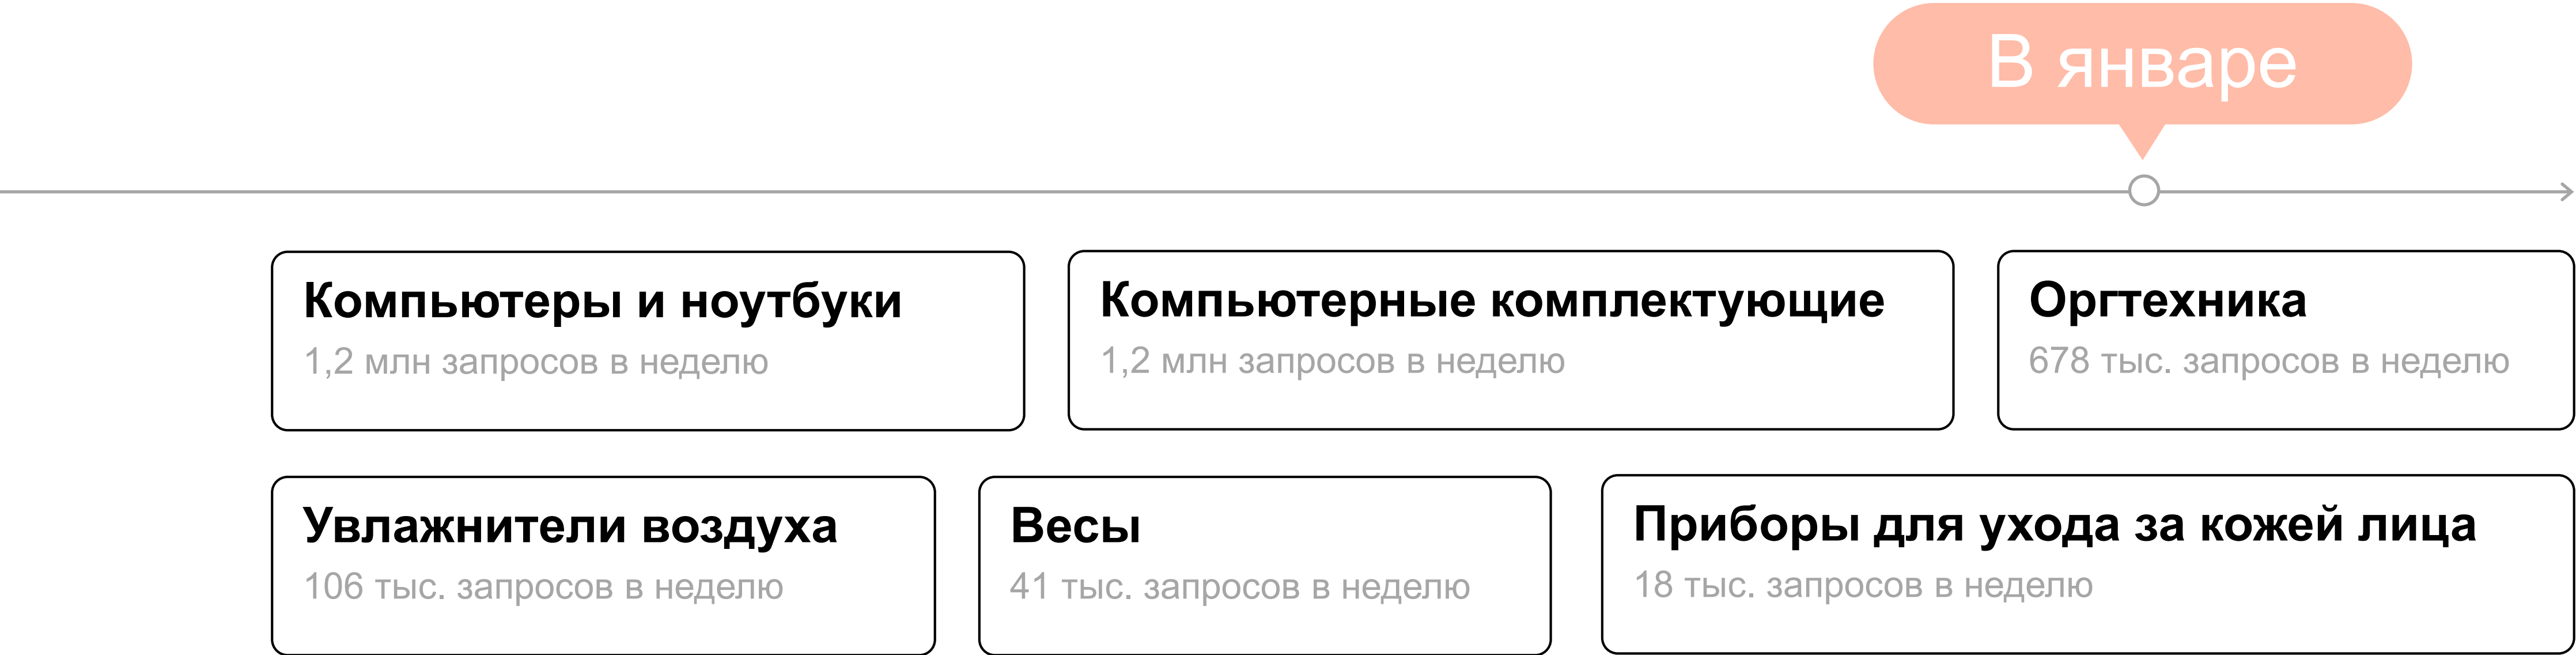 В январе
Компьютеры и ноутбуки
1,2 млн запросов в неделю
Компьютерные комплектующие
1,2 млн запросов в неделю
Оргтехника
678 тыс. запросов в неделю
Увлажнители воздуха
106 тыс. запросов в неделю
Весы
41 тыс. запросов в неделю
Приборы для ухода за кожей лица
18 тыс. запросов в неделю